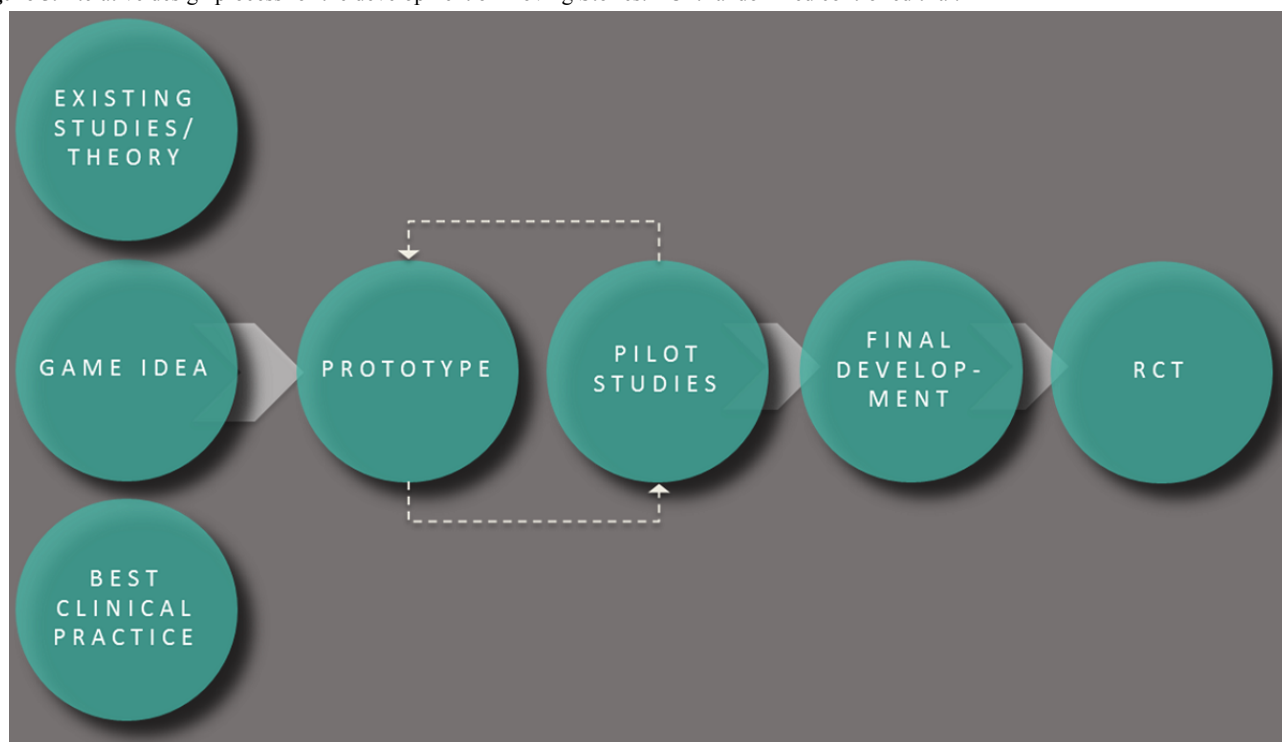 EXISTING
STUDIES/
THEORY
GAME IDEA
BEST
CLINICAL
PRACTICE
PROTOTYPE
PILOT
STUDIES
FINAL
DEVELOP-
MENT
RCT